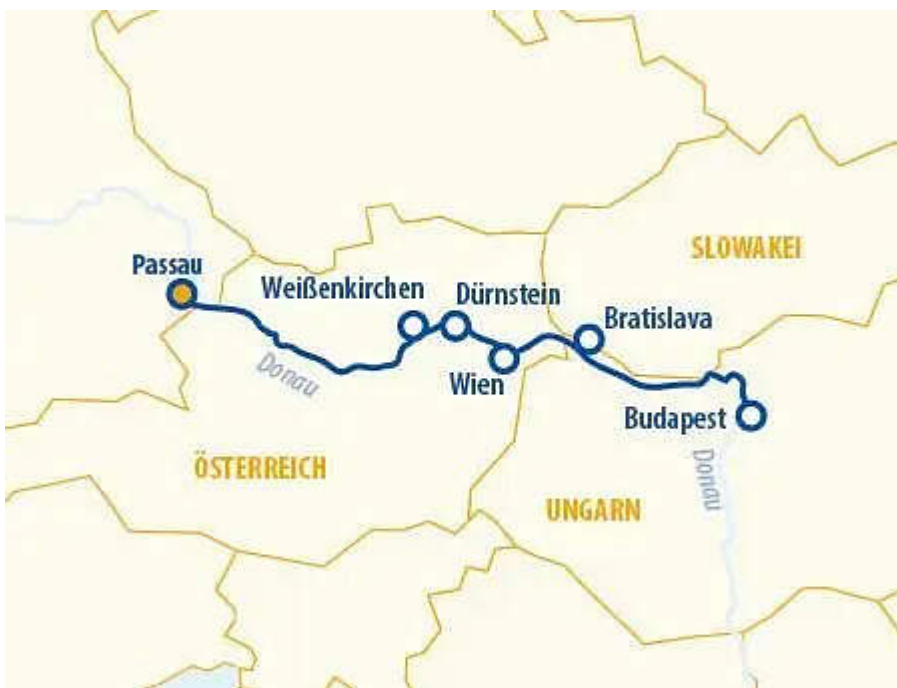 SLOWAKEI
Passau
Weißenkirchen
Dürnstein
Bratislava
Donau
Wien
Budapest
ÖSTERREICH
Donau
UNGARN